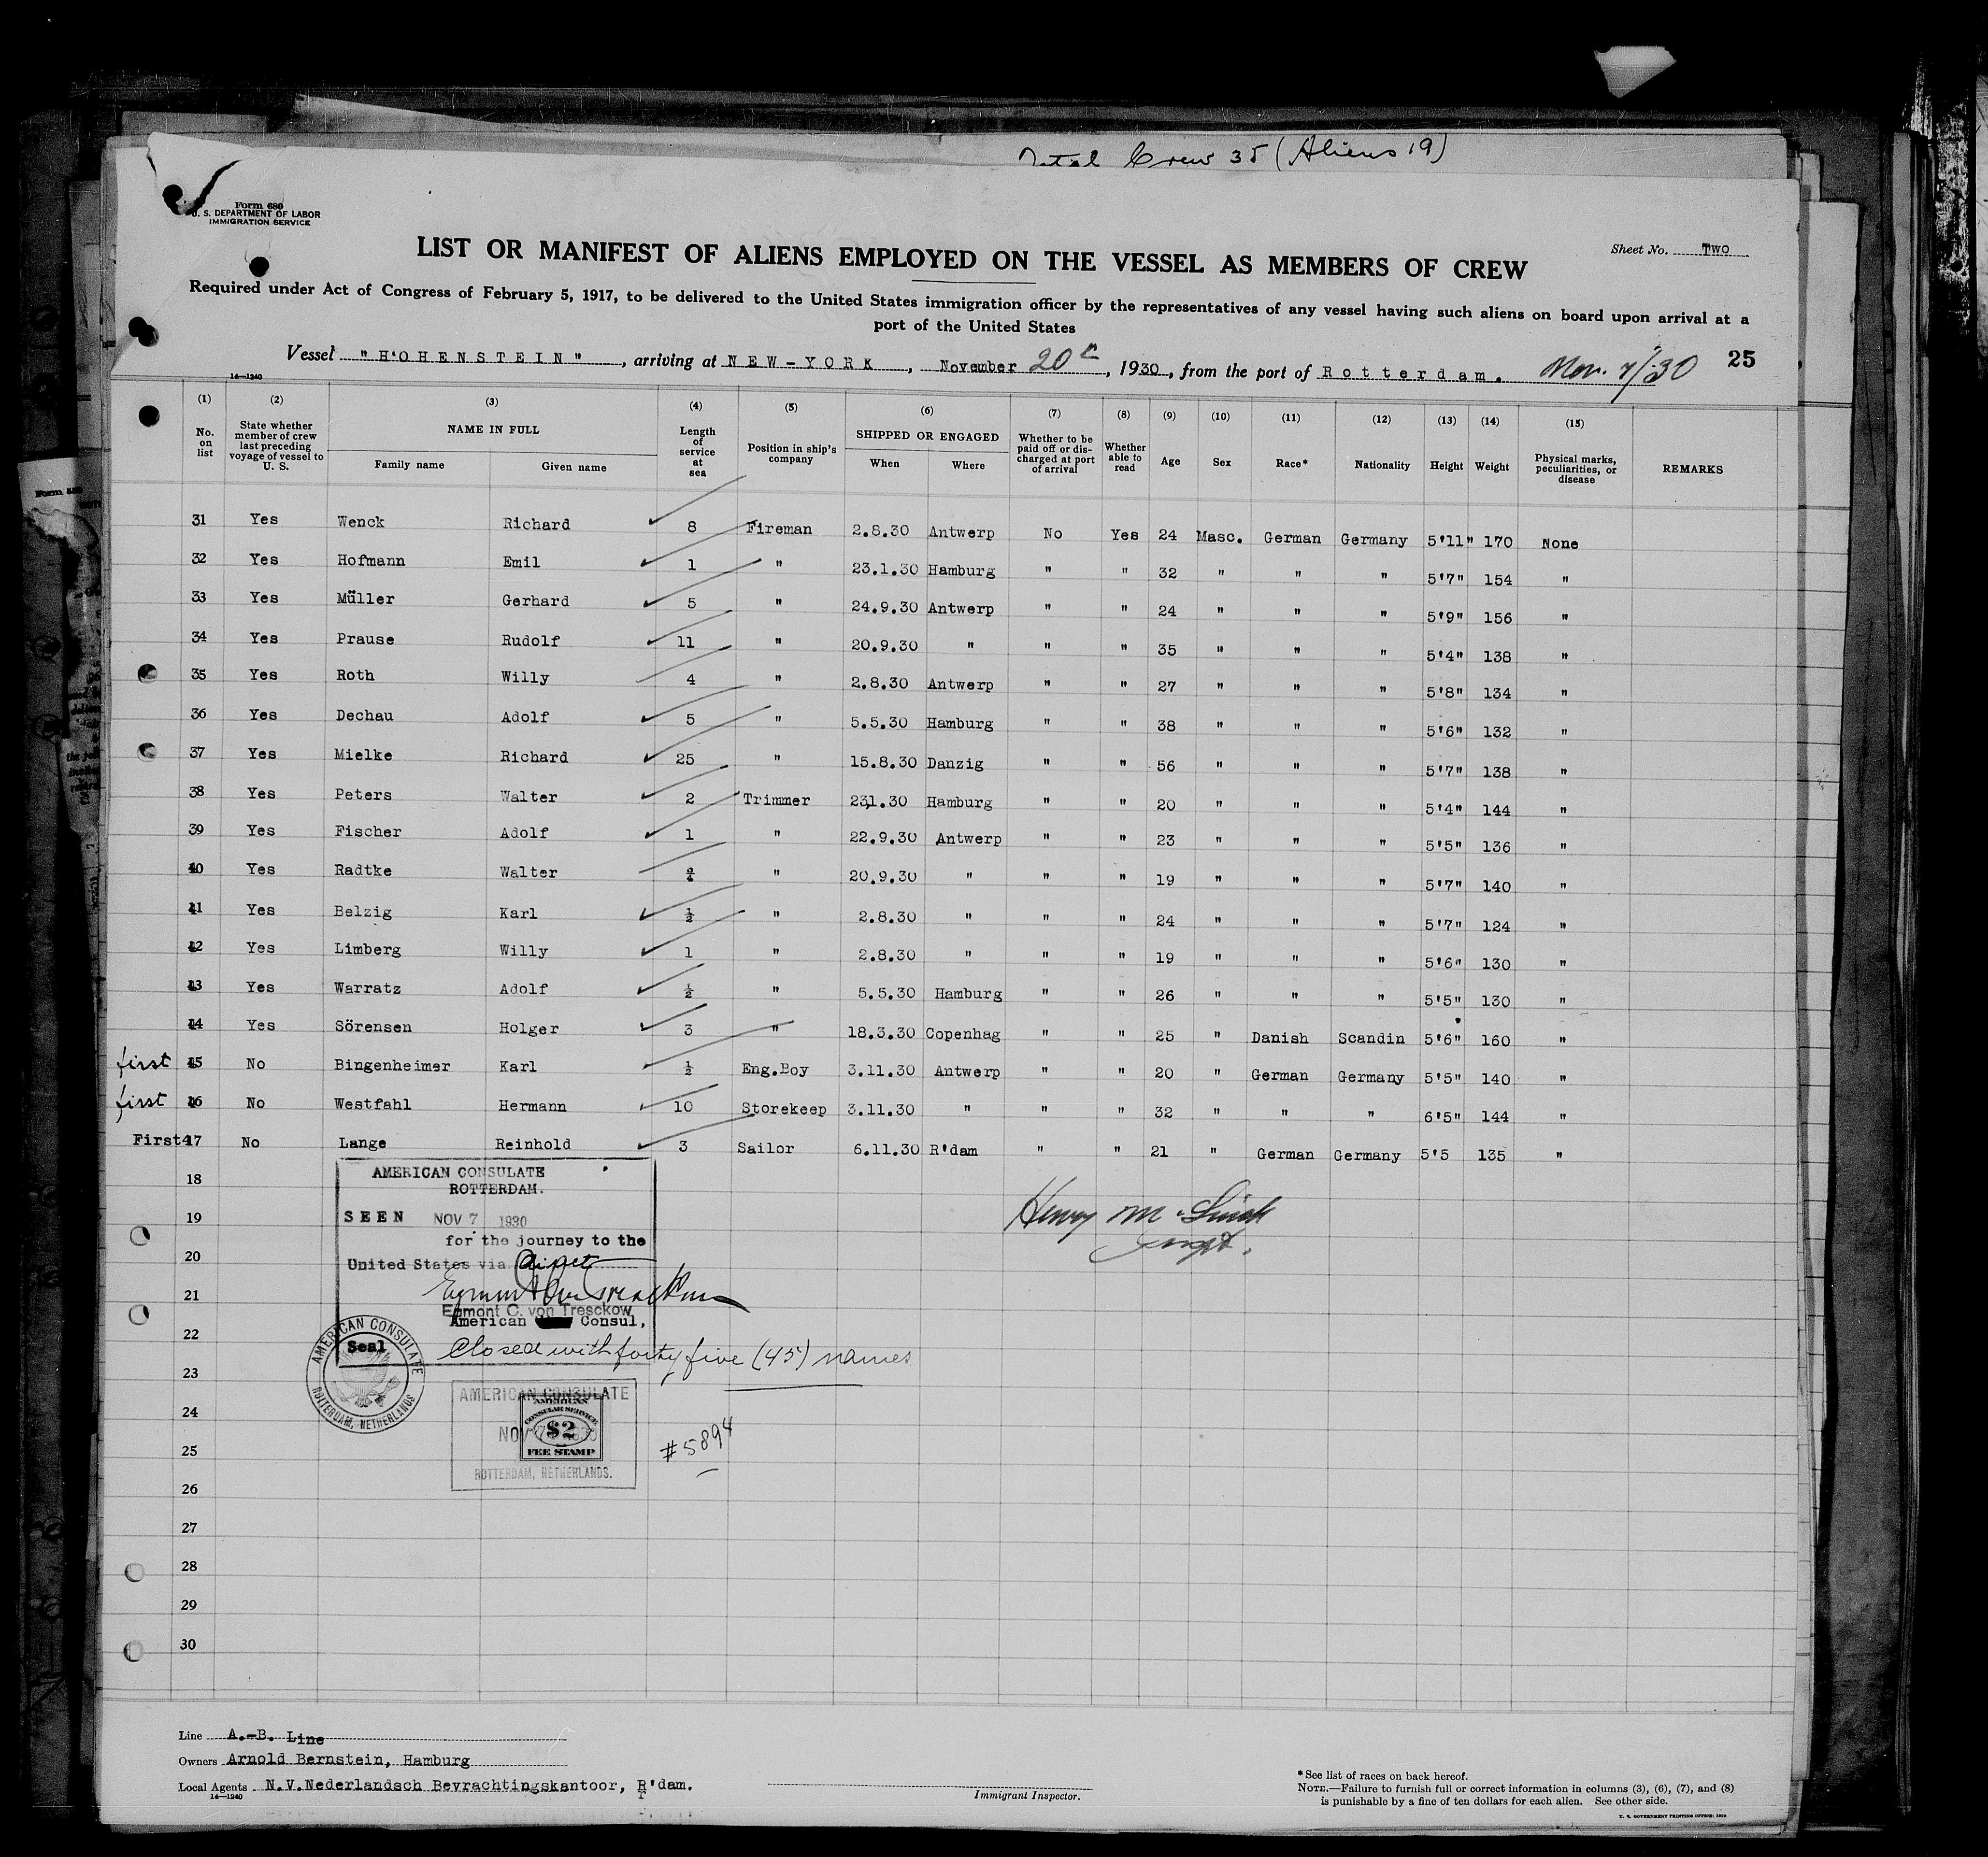 Total Crew 35 (Aliens 19)
Form 680
U. S. DEPARTMENT OF LABOR
IMMIGRATION SERVICE
Sheet No. TWO
LIST OR MANIFEST OF ALIENS EMPLOYED ON THE VESSEL AS MEMBERS OF CREW
Required under Act of Congress of February 5, 1917, to be delivered to the United States immigration officer by the representatives of any vessel having such aliens on board upon arrival at a
port of the United States
Vessel "HOHENSTEIN", arriving at NEW-YORK, November 20th, 1930, from the port of Rotterdam. Nov. 7/30 25
14—1240
(1) (2) (3) (4) (5) (6) (7) (8) (9) (10) (11) (12) (13) (14) (15)
No. on list State whether member of crew last preceding voyage of vessel to U. S. NAME IN FULL Family name Given name Length of service at sea Position in ship's company SHIPPED OR ENGAGED When Where Whether to be paid off or discharged at port of arrival Whether able to read Age Sex Race* Nationality Height Weight Physical marks, peculiarities, or disease REMARKS
31 Yes Wenck Richard 8 Fireman 2.8.30 Antwerp No Yes 24 Masc. German Germany 5'11" 170 None
32 Yes Hofmann Emil 1 " 23.1.30 Hamburg " " 32 " " " 5'7" 154 "
33 Yes Müller Gerhard 5 " 24.9.30 Antwerp " " 24 " " " 5'9" 156 "
34 Yes Prause Rudolf 11 " 20.9.30 " " " 35 " " " 5'4" 138 "
35 Yes Roth Willy 4 " 2.8.30 Antwerp " " 27 " " " 5'8" 134 "
36 Yes Dechau Adolf 5 " 5.5.30 Hamburg " " 38 " " " 5'6" 132 "
37 Yes Mielke Richard 25 " 15.8.30 Danzig " " 56 " " " 5'7" 138 "
38 Yes Peters Walter 2 Trimmer 23.1.30 Hamburg " " 20 " " " 5'4" 144 "
39 Yes Fischer Adolf 1 " 22.9.30 Antwerp " " 23 " " " 5'5" 136 "
40 Yes Radtke Walter " 20.9.30 " " " 19 " " " 5'7" 140 "
41 Yes Belzig Karl ½ " 2.8.30 " " " 24 " " " 5'7" 124 "
42 Yes Limberg Willy 1 " 2.8.30 " " " 19 " " " 5'6" 130 "
43 Yes Warratz Adolf ½ " 5.5.30 Hamburg " " 26 " " " 5'5" 130 "
44 Yes Sörensen Holger 3 " 18.3.30 Copenhag " " 25 " Danish Scandin 5'6" 160 "
first 45 No Bingenheimer Karl ½ Eng.Boy 3.11.30 Antwerp " " 20 " German Germany 5'5" 140 "
first 46 No Westfahl Hermann 10 Storekeep 3.11.30 " " " 32 " " " 6'5" 144 "
First 47 No Lange Reinhold 3 Sailor 6.11.30 R'dam " " 21 " German Germany 5'5 135 "
18
19
20
21
22
23
24
25
26
27
28
29
30
AMERICAN CONSULATE
ROTTERDAM.
SEEN NOV 7 1930
for the journey to the
United States via
Egmont C. von Tresckow
American Consul,
Seal
AMERICAN CONSULATE ROTTERDAM, NETHERLANDS
Closed with forty five (45) names
Henry M.
AMERICAN CONSULATE
NOV 7 1930
ROTTERDAM, NETHERLANDS.
AMERICAN
CONSULAR SERVICE
$2
FEE STAMP
#5894
Line A.-B. Line
Owners Arnold Bernstein, Hamburg
Local Agents N.V.Nederlandsch Bevrachtingskantoor, R'dam.
14—1240
Immigrant Inspector.
* See list of races on back hereof.
NOTE.—Failure to furnish full or correct information in columns (3), (6), (7), and (8)
is punishable by a fine of ten dollars for each alien. See other side.